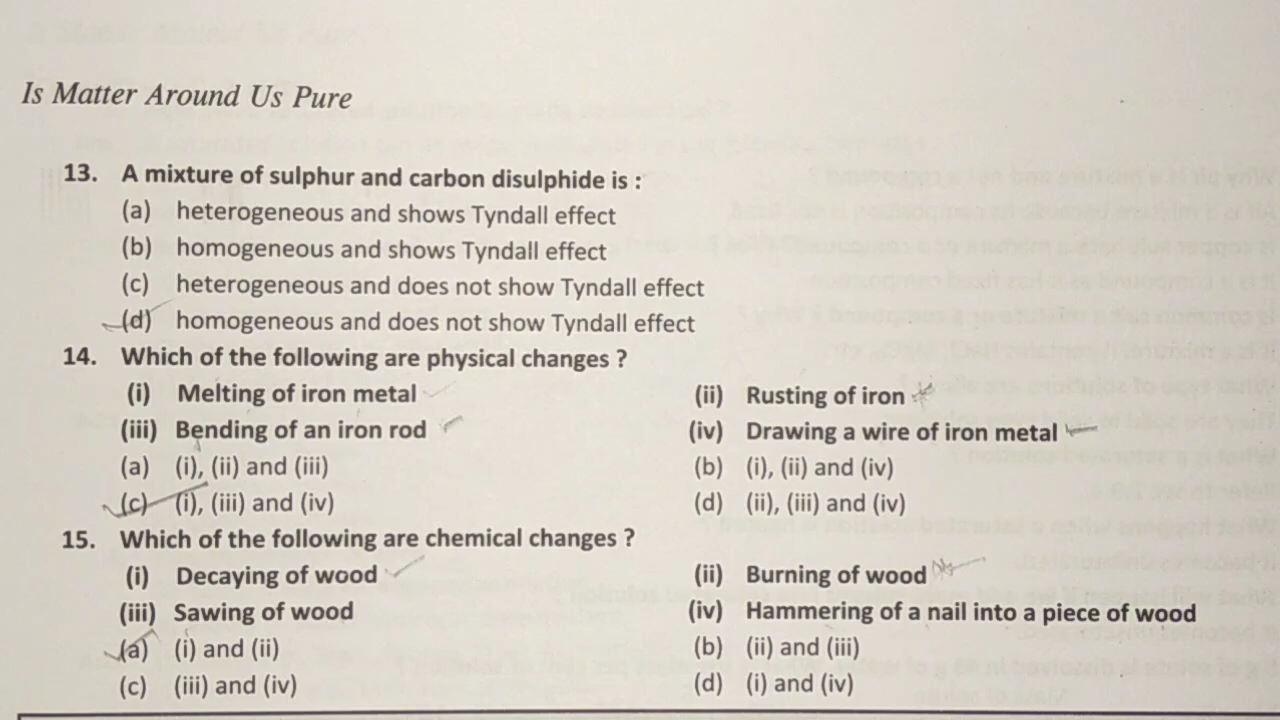 Is Matter Around Us Pure
13. A mixture of sulphur and carbon disulphide is :
(a) heterogeneous and shows Tyndall effect
(b) homogeneous and shows Tyndall effect
(c) heterogeneous and does not show Tyndall effect
(d) homogeneous and does not show Tyndall effect
14. Which of the following are physical changes ?
(i) Melting of iron metal (ii) Rusting of iron
(iii) Bending of an iron rod (iv) Drawing a wire of iron metal
(a) (i), (ii) and (iii) (b) (i), (ii) and (iv)
(c) (i), (iii) and (iv) (d) (ii), (iii) and (iv)
15. Which of the following are chemical changes ?
(i) Decaying of wood (ii) Burning of wood
(iii) Sawing of wood (iv) Hammering of a nail into a piece of wood
(a) (i) and (ii) (b) (ii) and (iii)
(c) (iii) and (iv) (d) (i) and (iv)